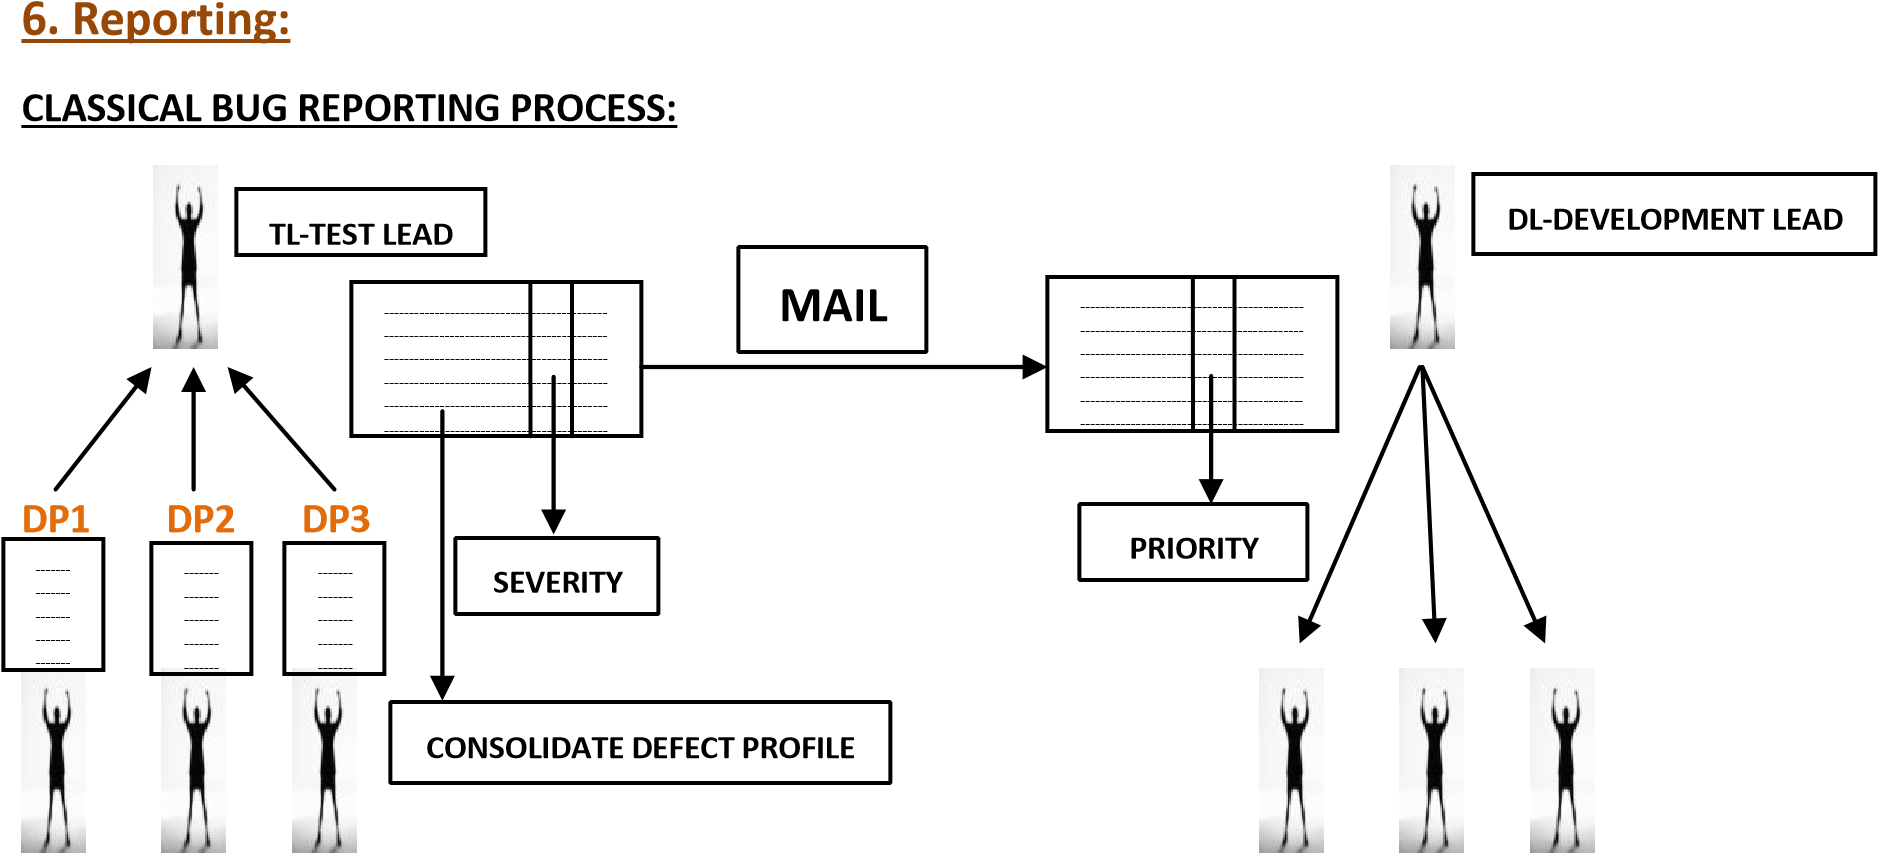 6. Reporting:
CLASSICAL BUG REPORTING PROCESS:
TL-TEST LEAD
DL-DEVELOPMENT LEAD
MAIL
DP1
DP2
DP3
PRIORITY
SEVERITY
CONSOLIDATE DEFECT PROFILE